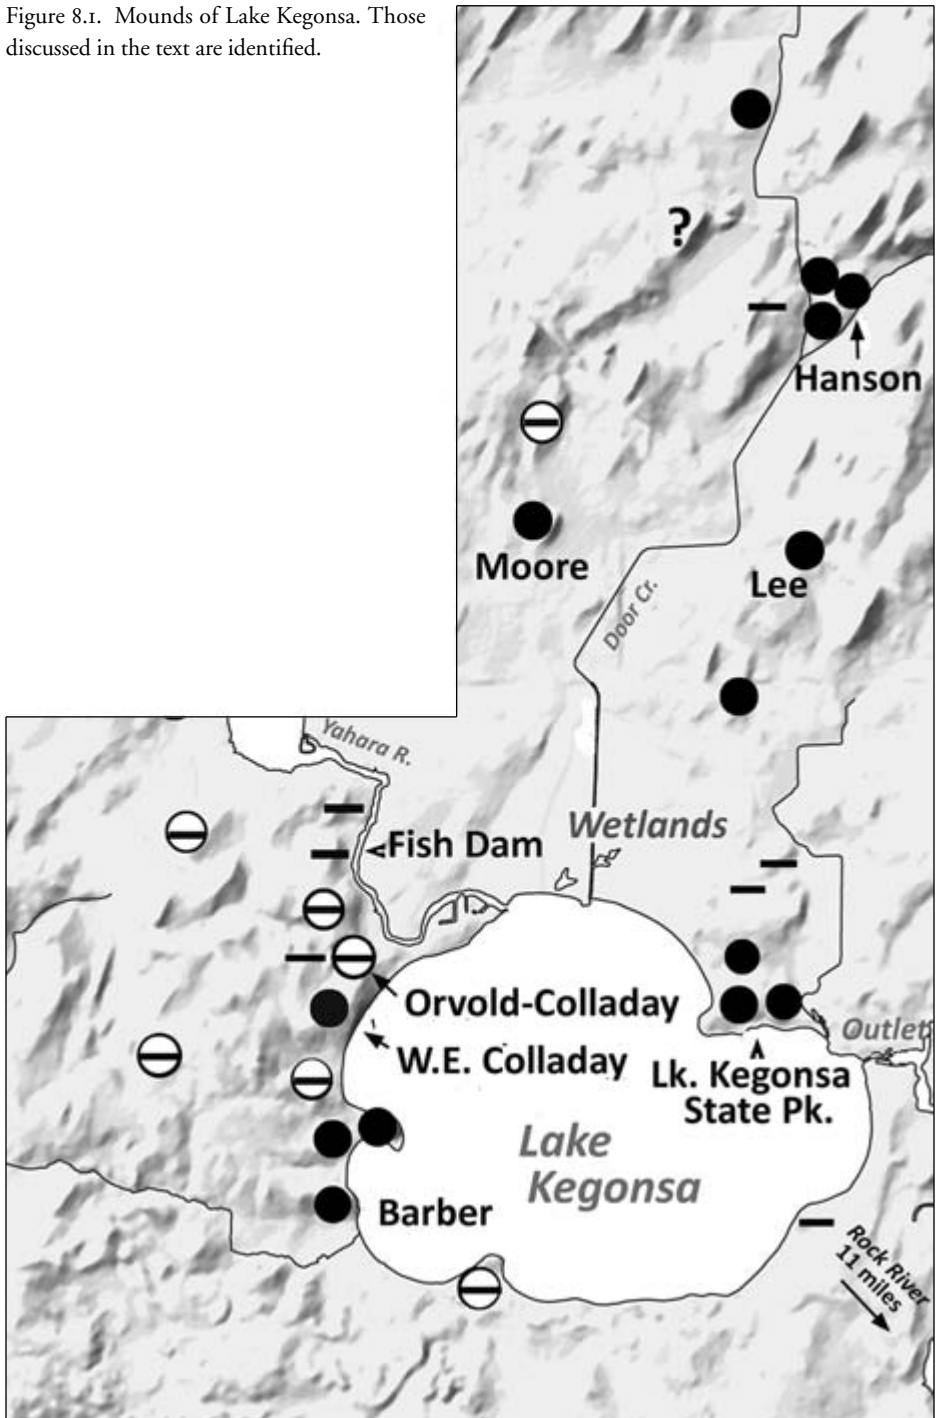 Figure 8.1. Mounds of Lake Kegonsa. Those
discussed in the text are identified.
?
Hanson
Moore
Lee
Door Cr.
Yahara R.
Wetlands
Fish Dam
Orvold-Colladay
W.E. Colladay
Outlet
Lk. Kegonsa
State Pk.
Lake
Kegonsa
Barber
Rock River
11 miles